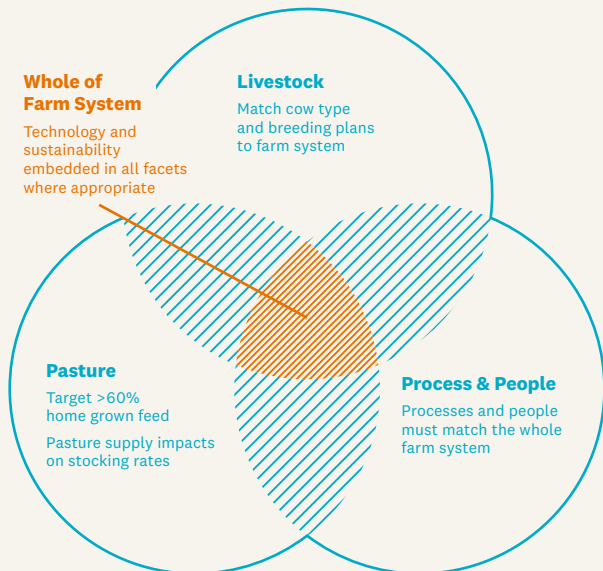 Whole of
Farm System
Technology and
sustainability
embedded in all facets
where appropriate
Livestock
Match cow type
and breeding plans
to farm system
Pasture
Target >60%
home grown feed
Pasture supply impacts
on stocking rates
Process & People
Processes and people
must match the whole
farm system